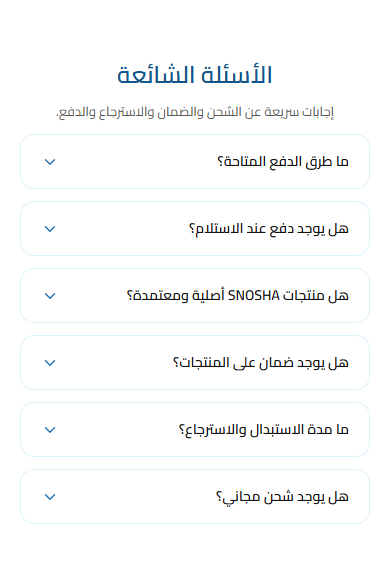 الأسئلة الشائعة
إجابات سريعة عن الشحن والضمان والاسترجاع والدفع.
ما طرق الدفع المتاحة؟
هل يوجد دفع عند الاستلام؟
هل منتجات SNOSHA أصلية ومعتمدة؟
هل يوجد ضمان على المنتجات؟
ما مدة الاستبدال والاسترجاع؟
هل يوجد شحن مجاني؟